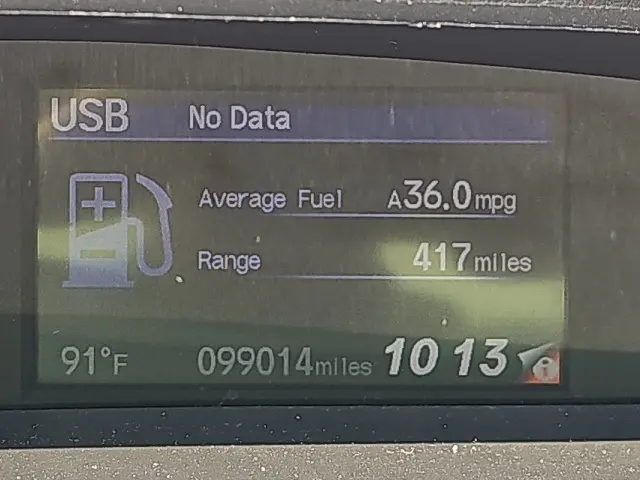 USB No Data
Average Fuel A36.0mpg
Range 417miles
91°F 099014miles 10 13 i